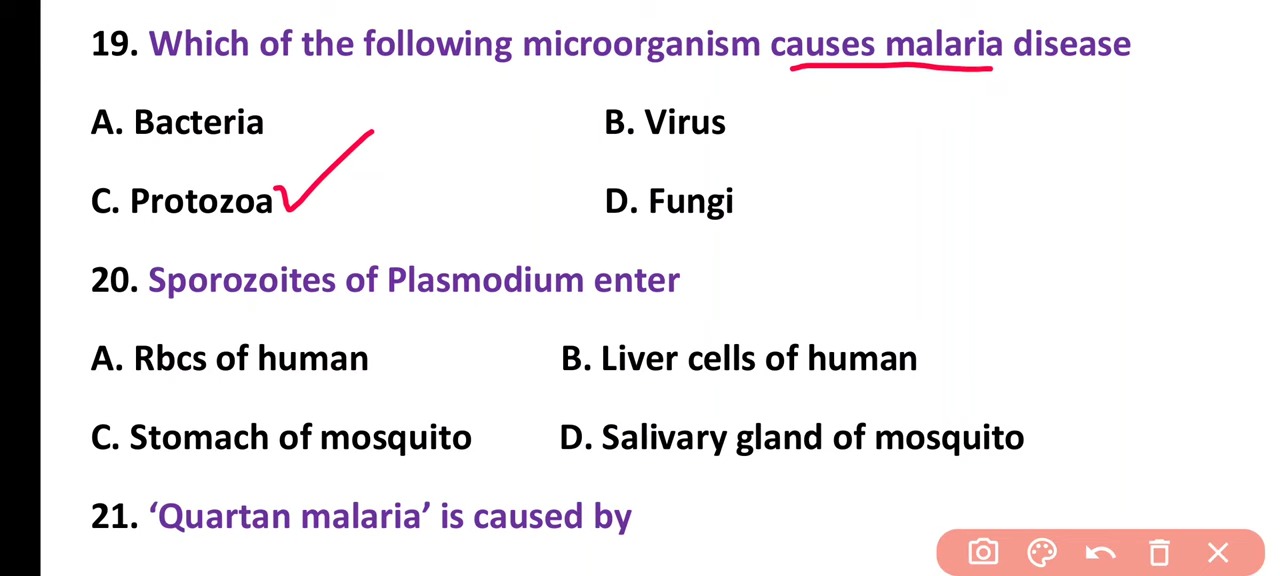 19. Which of the following microorganism causes malaria disease
A. Bacteria B. Virus
C. Protozoa D. Fungi
20. Sporozoites of Plasmodium enter
A. Rbcs of human B. Liver cells of human
C. Stomach of mosquito D. Salivary gland of mosquito
21. ‘Quartan malaria’ is caused by